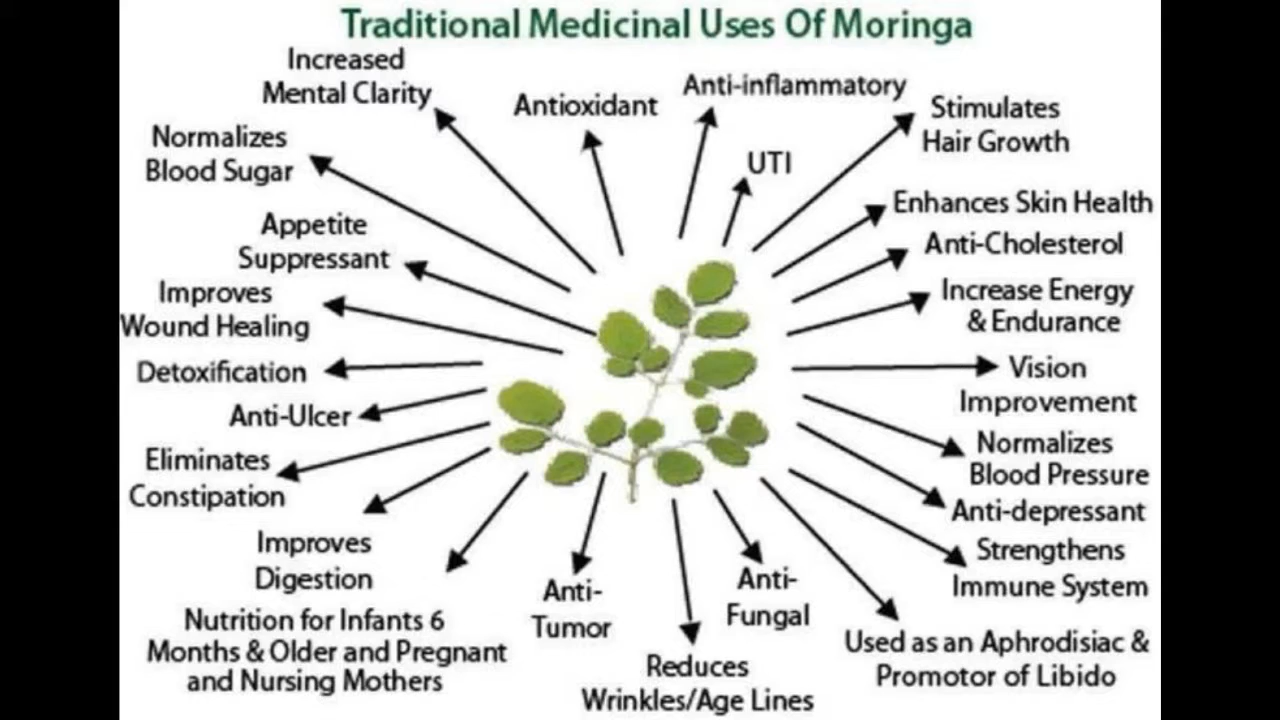 Traditional Medicinal Uses Of Moringa
Increased
Mental Clarity
Antioxidant
Anti-inflammatory
UTI
Stimulates
Hair Growth
Enhances Skin Health
Anti-Cholesterol
Increase Energy
& Endurance
Vision
Improvement
Normalizes
Blood Pressure
Anti-depressant
Strengthens
Immune System
Used as an Aphrodisiac &
Promotor of Libido
Anti-
Fungal
Reduces
Wrinkles/Age Lines
Anti-
Tumor
Nutrition for Infants 6
Months & Older and Pregnant
and Nursing Mothers
Improves
Digestion
Eliminates
Constipation
Anti-Ulcer
Detoxification
Improves
Wound Healing
Appetite
Suppressant
Normalizes
Blood Sugar